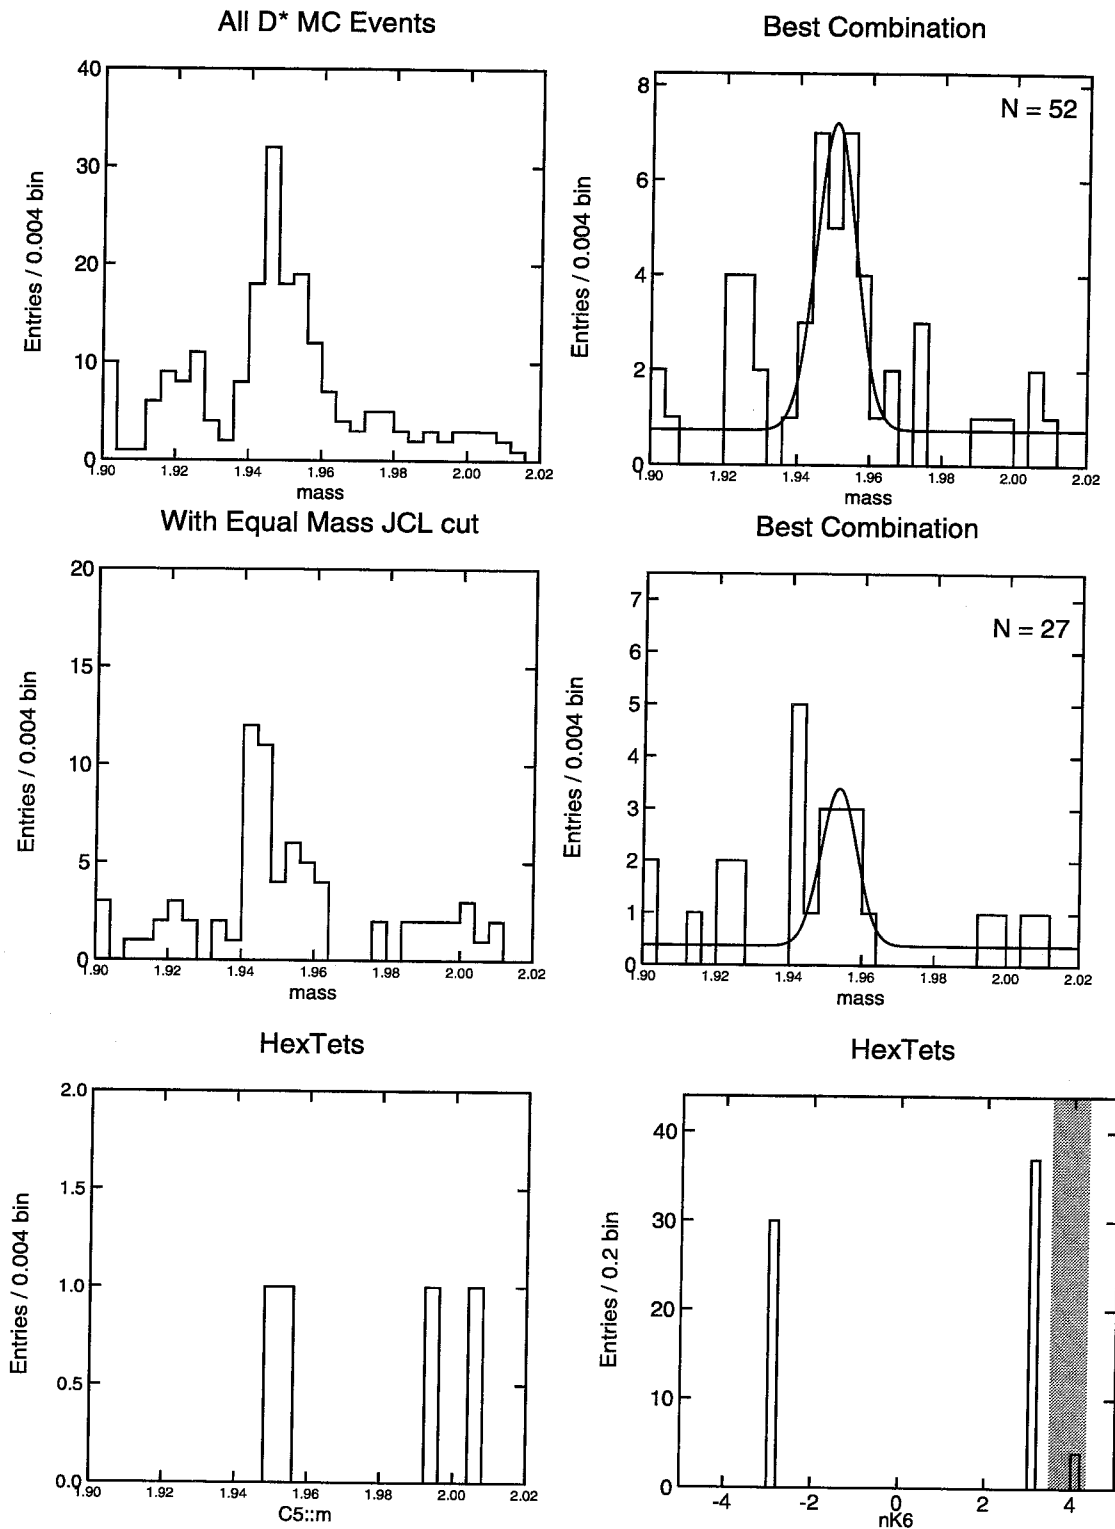 All D* MC Events
40
30
20
10
0
Entries / 0.004 bin
1.90 1.92 1.94 1.96 1.98 2.00 2.02
mass
Best Combination
N = 52
8
6
4
2
0
Entries / 0.004 bin
1.90 1.92 1.94 1.96 1.98 2.00 2.02
mass
With Equal Mass JCL cut
20
15
10
5
0
Entries / 0.004 bin
1.90 1.92 1.94 1.96 1.98 2.00 2.02
mass
Best Combination
N = 27
7
6
5
4
3
2
1
0
Entries / 0.004 bin
1.90 1.92 1.94 1.96 1.98 2.00 2.02
mass
HexTets
2.0
1.5
1.0
0.5
0.0
Entries / 0.004 bin
1.90 1.92 1.94 1.96 1.98 2.00 2.02
C5::m
HexTets
40
30
20
10
0
Entries / 0.2 bin
-4 -2 0 2 4
nK6